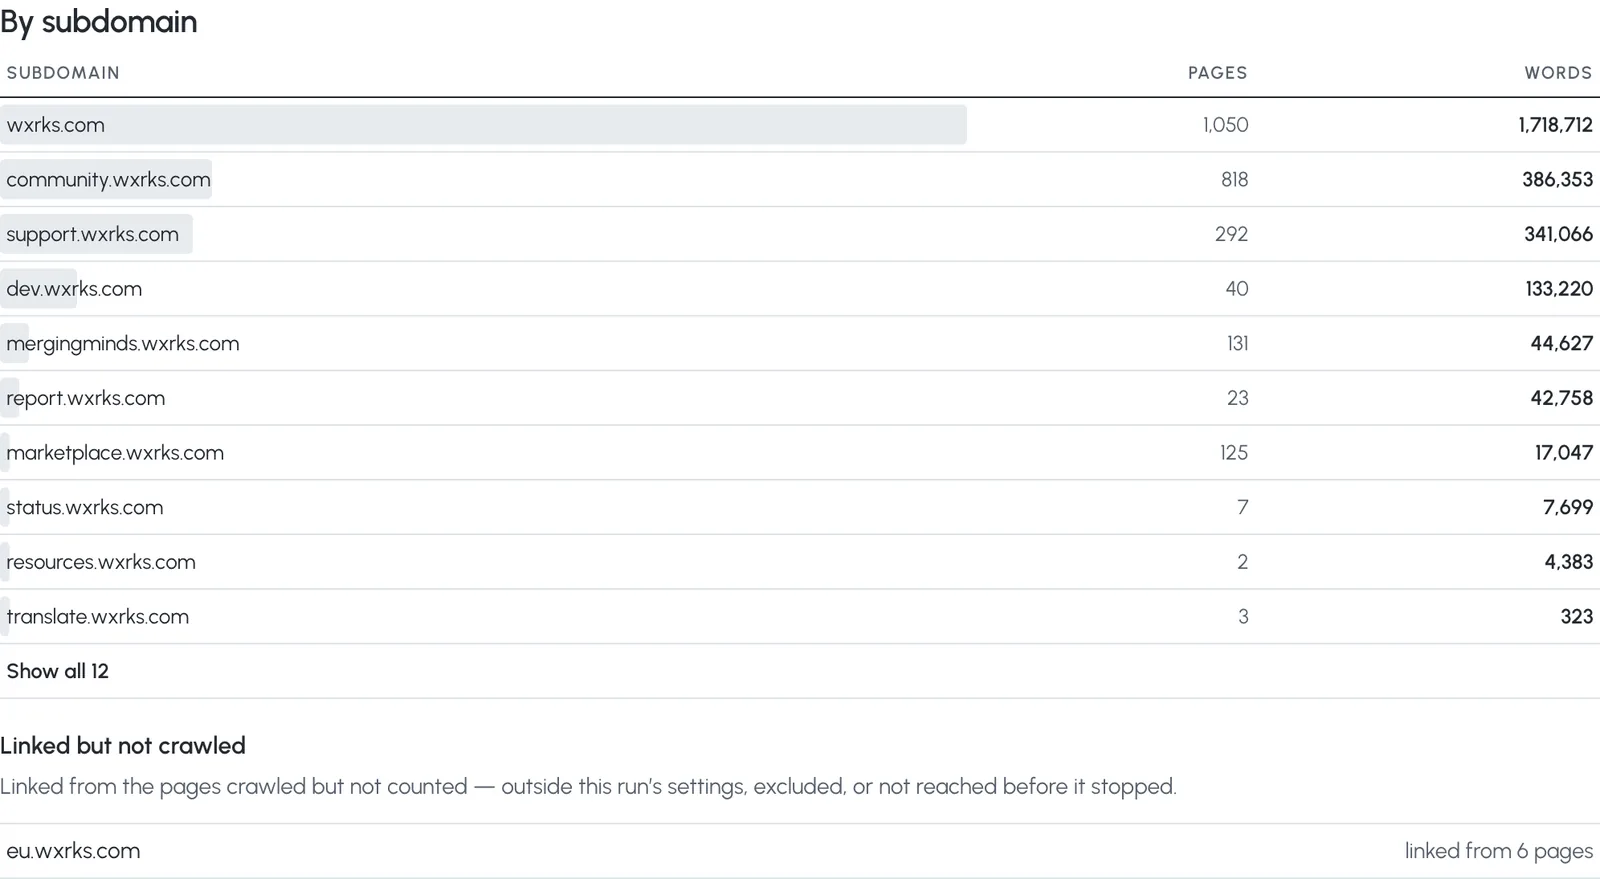 By subdomain
SUBDOMAIN PAGES WORDS
wxrks.com 1,050 1,718,712
community.wxrks.com 818 386,353
support.wxrks.com 292 341,066
dev.wxrks.com 40 133,220
mergingminds.wxrks.com 131 44,627
report.wxrks.com 23 42,758
marketplace.wxrks.com 125 17,047
status.wxrks.com 7 7,699
resources.wxrks.com 2 4,383
translate.wxrks.com 3 323
Show all 12
Linked but not crawled
Linked from the pages crawled but not counted — outside this run’s settings, excluded, or not reached before it stopped.
eu.wxrks.com linked from 6 pages